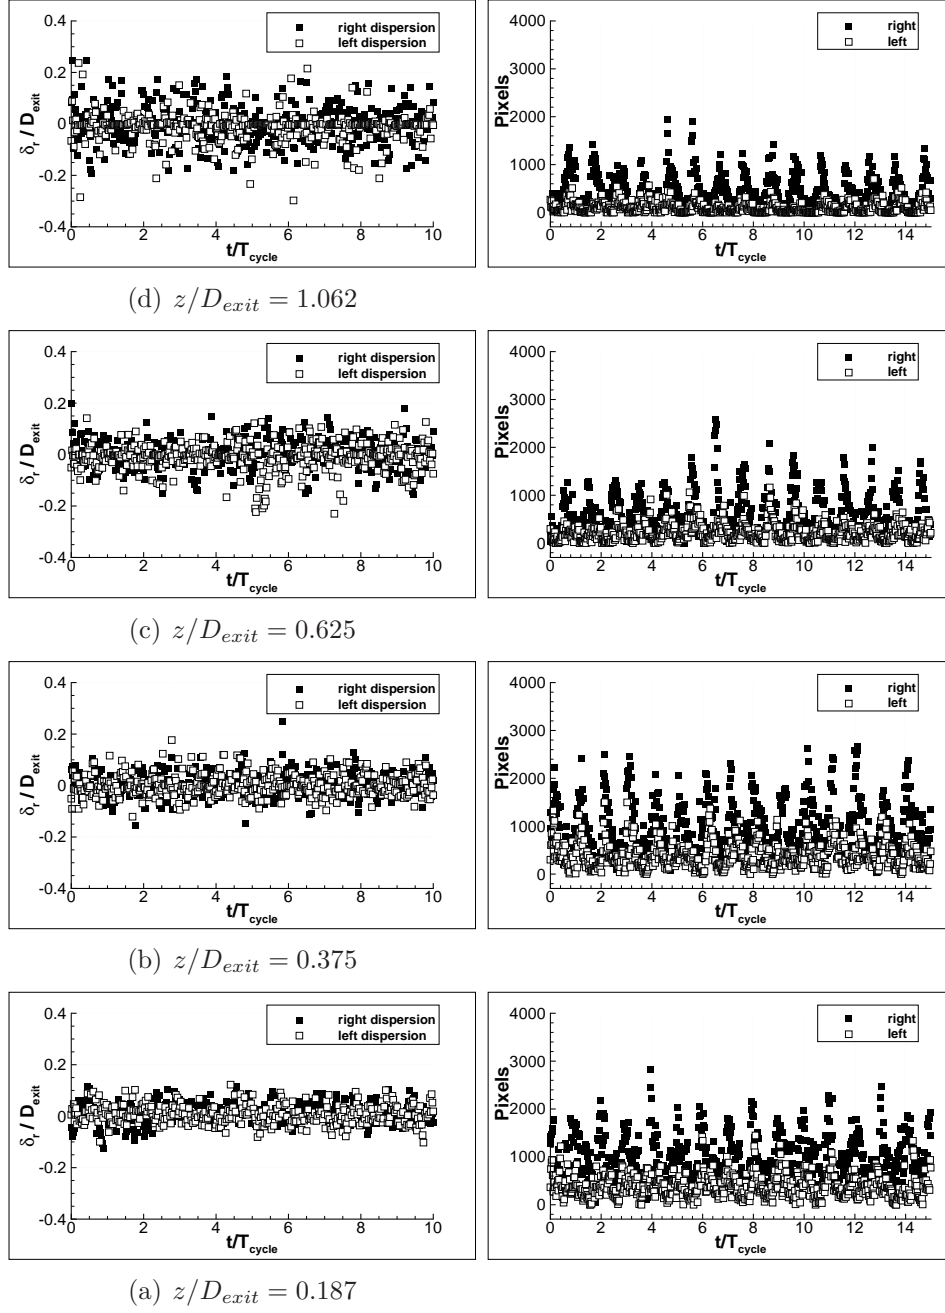 0.4
0.2
0
-0.2
-0.4
δr / Dexit
right dispersion
left dispersion
0 2 4 6 8 10
t/Tcycle
4000
3000
2000
1000
0
Pixels
right
left
0 2 4 6 8 10 12 14
t/Tcycle
(d) z/Dexit = 1.062
0.4
0.2
0
-0.2
-0.4
δr / Dexit
right dispersion
left dispersion
0 2 4 6 8 10
t/Tcycle
4000
3000
2000
1000
0
Pixels
right
left
0 2 4 6 8 10 12 14
t/Tcycle
(c) z/Dexit = 0.625
0.4
0.2
0
-0.2
-0.4
δr / Dexit
right dispersion
left dispersion
0 2 4 6 8 10
t/Tcycle
4000
3000
2000
1000
0
Pixels
right
left
0 2 4 6 8 10 12 14
t/Tcycle
(b) z/Dexit = 0.375
0.4
0.2
0
-0.2
-0.4
δr / Dexit
right dispersion
left dispersion
0 2 4 6 8 10
t/Tcycle
4000
3000
2000
1000
0
Pixels
right
left
0 2 4 6 8 10 12 14
t/Tcycle
(a) z/Dexit = 0.187